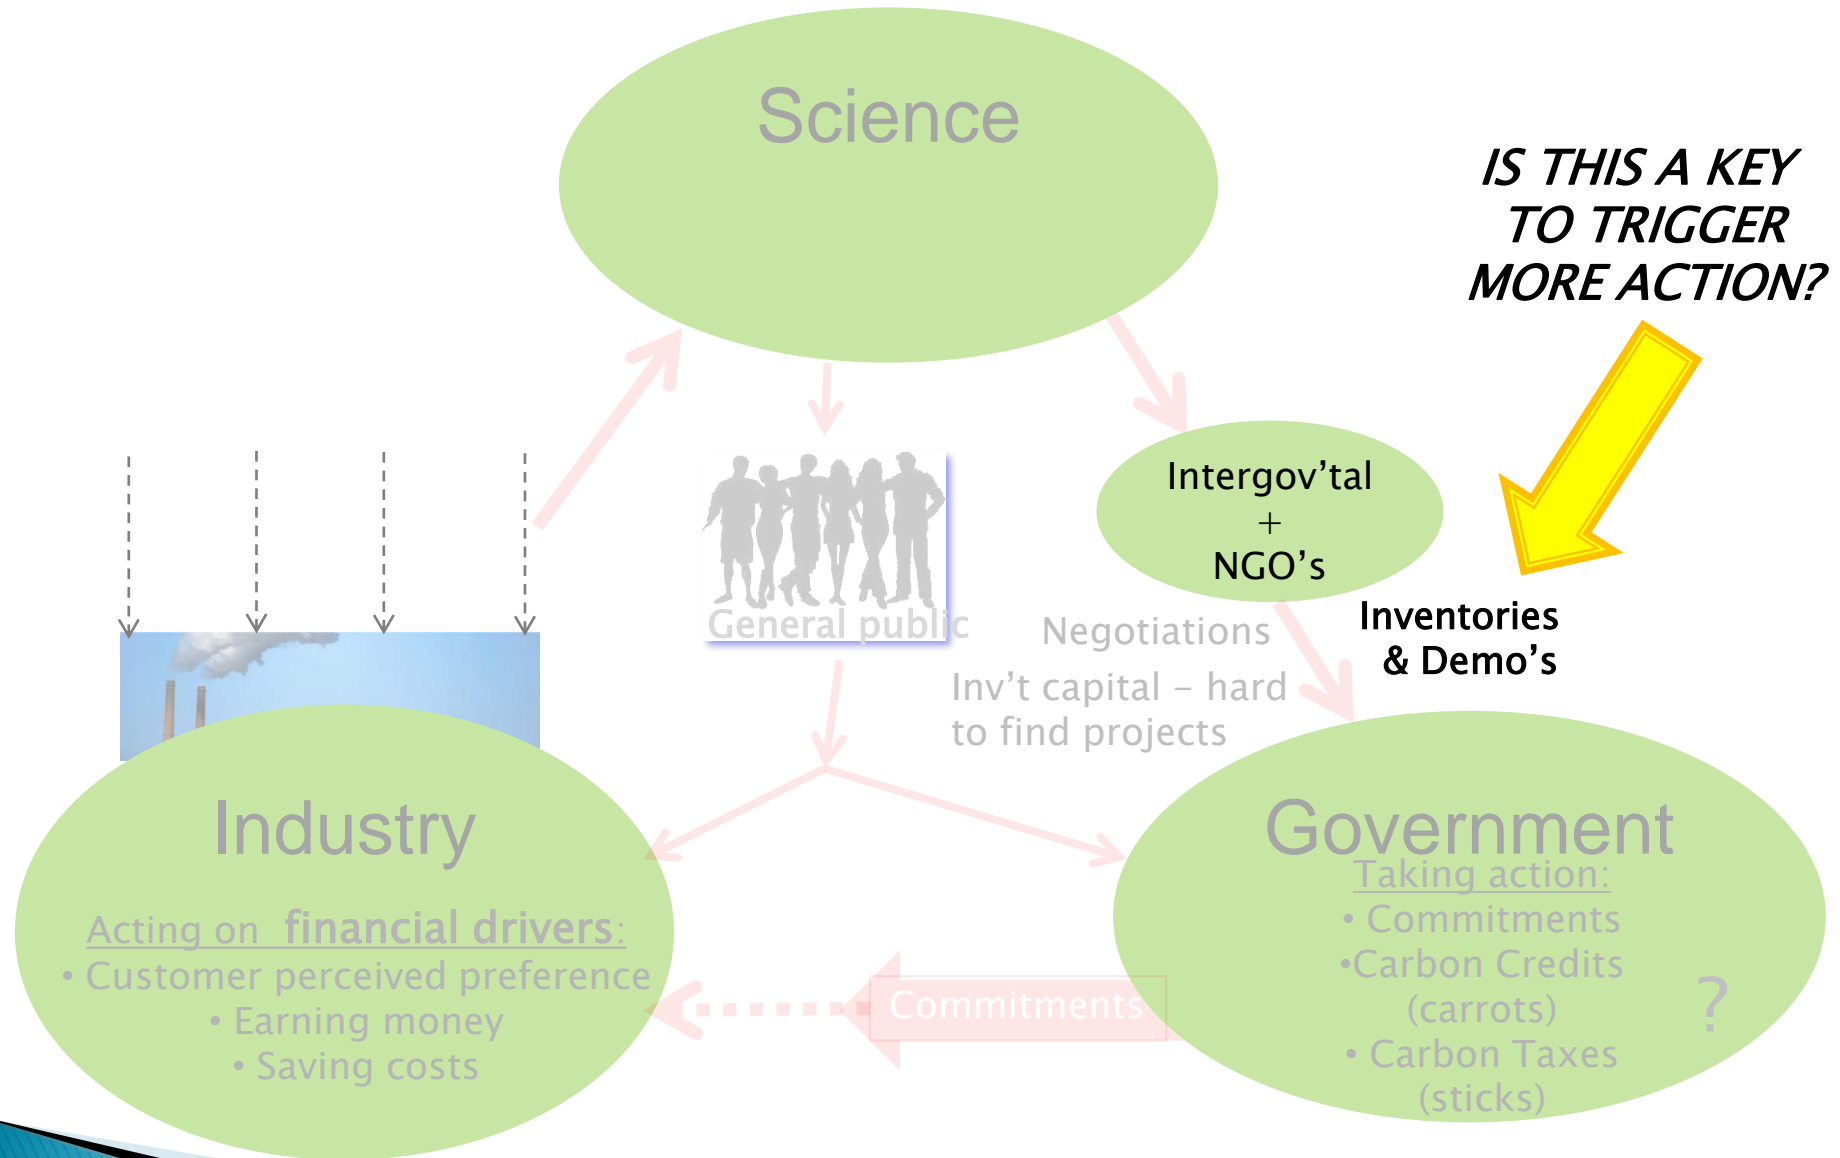 Science
IS THIS A KEY
TO TRIGGER
MORE ACTION?
Intergov'tal
+
NGO's
General public
Negotiations
Inventories
& Demo's
Inv't capital – hard
to find projects
Industry
Acting on financial drivers:
• Customer perceived preference
• Earning money
• Saving costs
Commitments
Government
Taking action:
• Commitments
•Carbon Credits
(carrots)
?
• Carbon Taxes
(sticks)